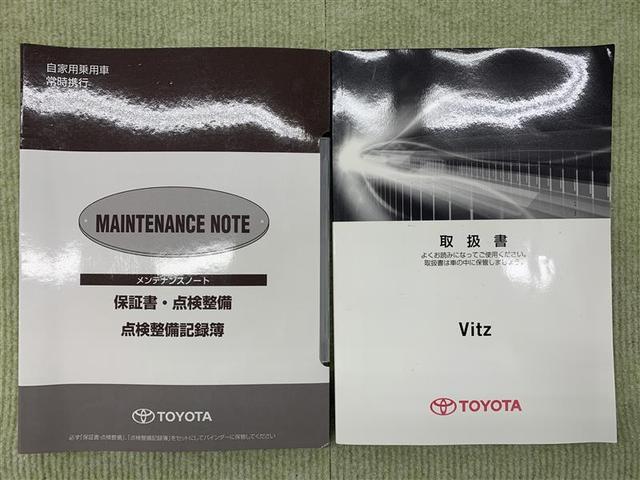 自家用乗用車
常時携行
MAINTENANCE NOTE
メンテナンスノート
保証書・点検整備
点検整備記録簿
TOYOTA
必ず「保証書・点検整備」、「点検整備記録簿」をセットにしてバインダーに保管してください
取扱書
よくお読みになってご使用ください。
取扱書は車の中に保管しましょう。
Vitz
TOYOTA